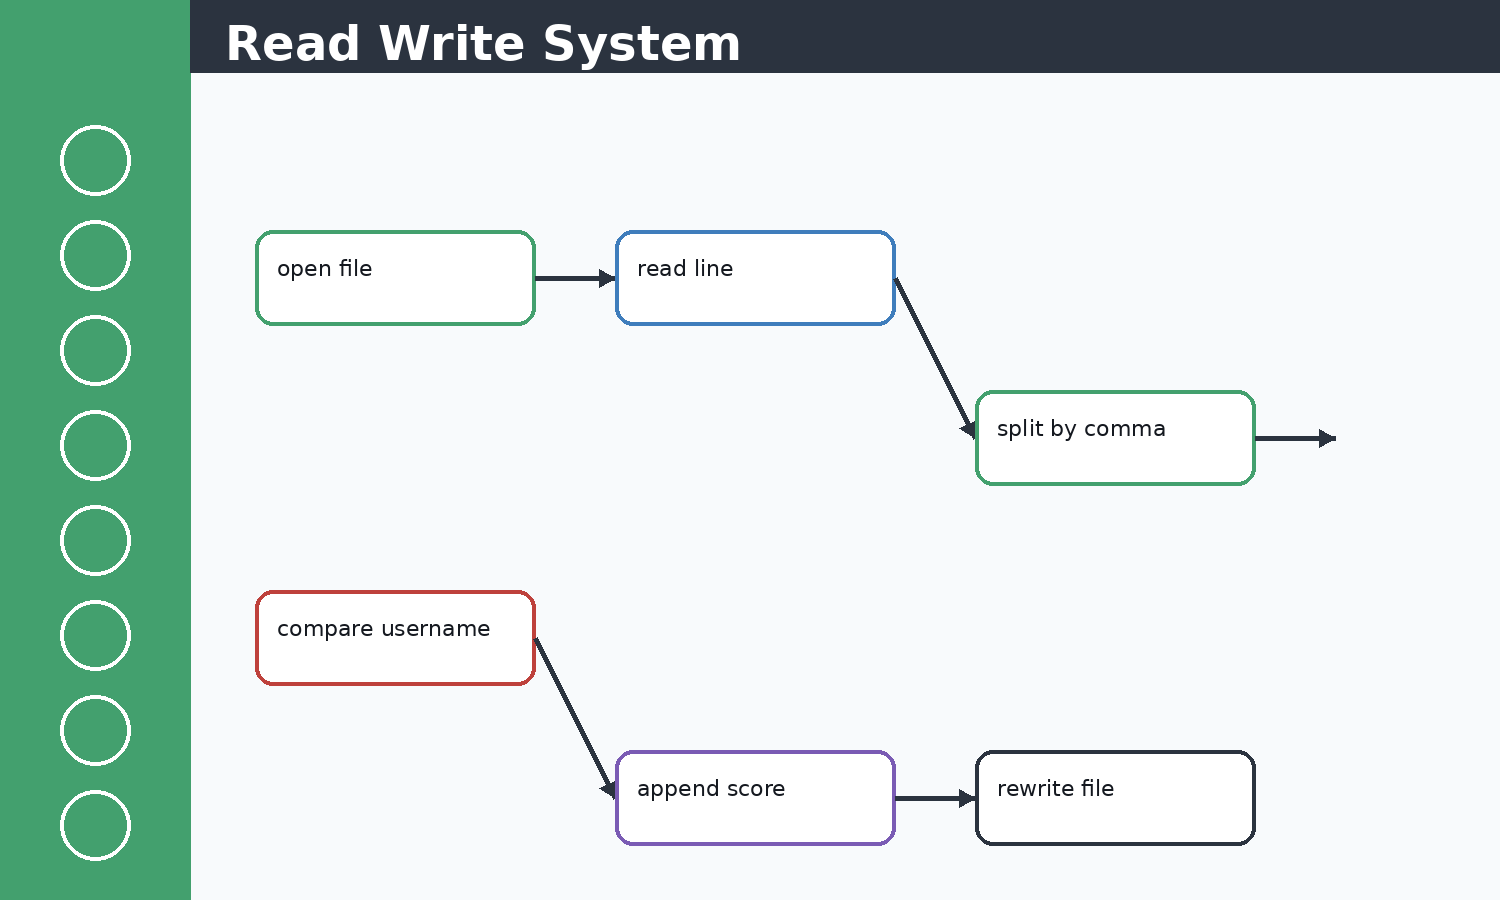 Read Write System
open file
read line
split by comma
compare username
append score
rewrite file